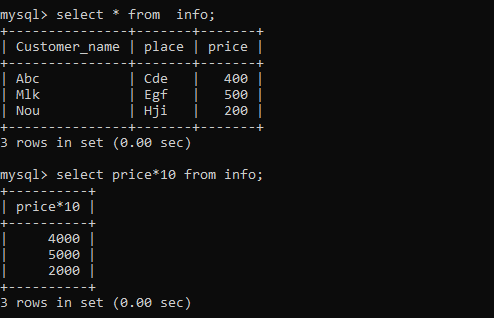 mysql> select * from  info;
+---------------+-------+-------+
| Customer_name | place | price |
+---------------+-------+-------+
| Abc           | Cde   |   400 |
| Mlk           | Egf   |   500 |
| Nou           | Hji   |   200 |
+---------------+-------+-------+
3 rows in set (0.00 sec)

mysql> select price*10 from info;
+----------+
| price*10 |
+----------+
|     4000 |
|     5000 |
|     2000 |
+----------+
3 rows in set (0.00 sec)